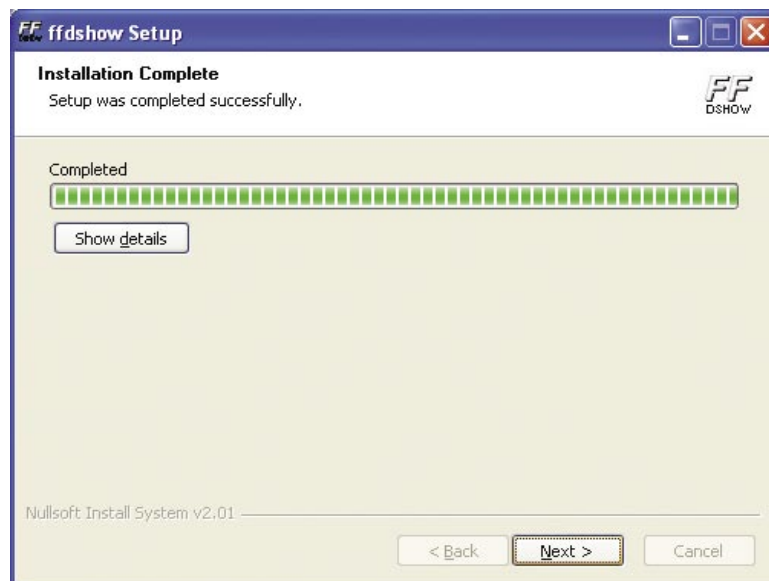 ffdshow Setup
Installation Complete
Setup was completed successfully.
FF
DSHOW
Completed
Show details
Nullsoft Install System v2.01
< Back
Next >
Cancel